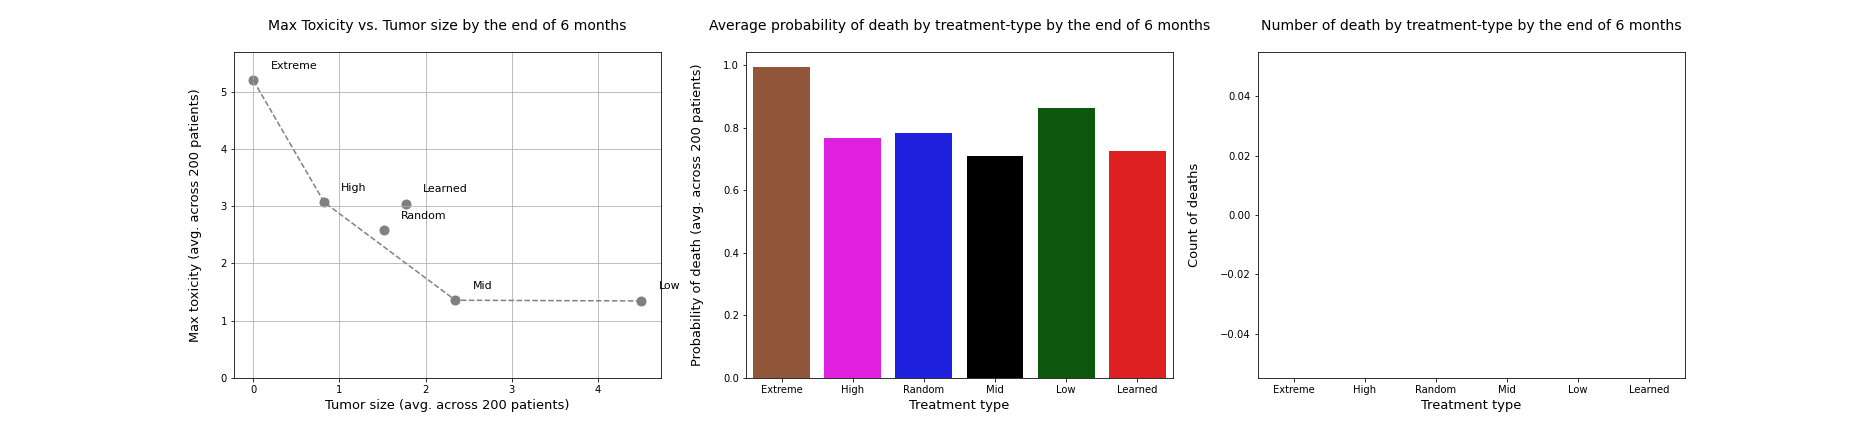 Max Toxicity vs. Tumor size by the end of 6 months
Max toxicity (avg. across 200 patients)
5
4
3
2
1
0
Extreme
High
Learned
Random
Mid
Low
0 1 2 3 4
Tumor size (avg. across 200 patients)
Average probability of death by treatment-type by the end of 6 months
Probability of death (avg. across 200 patients)
1.0
0.8
0.6
0.4
0.2
0.0
Extreme High Random Mid Low Learned
Treatment type
Number of death by treatment-type by the end of 6 months
Count of deaths
0.04
0.02
0.00
−0.02
−0.04
Extreme High Random Mid Low Learned
Treatment type